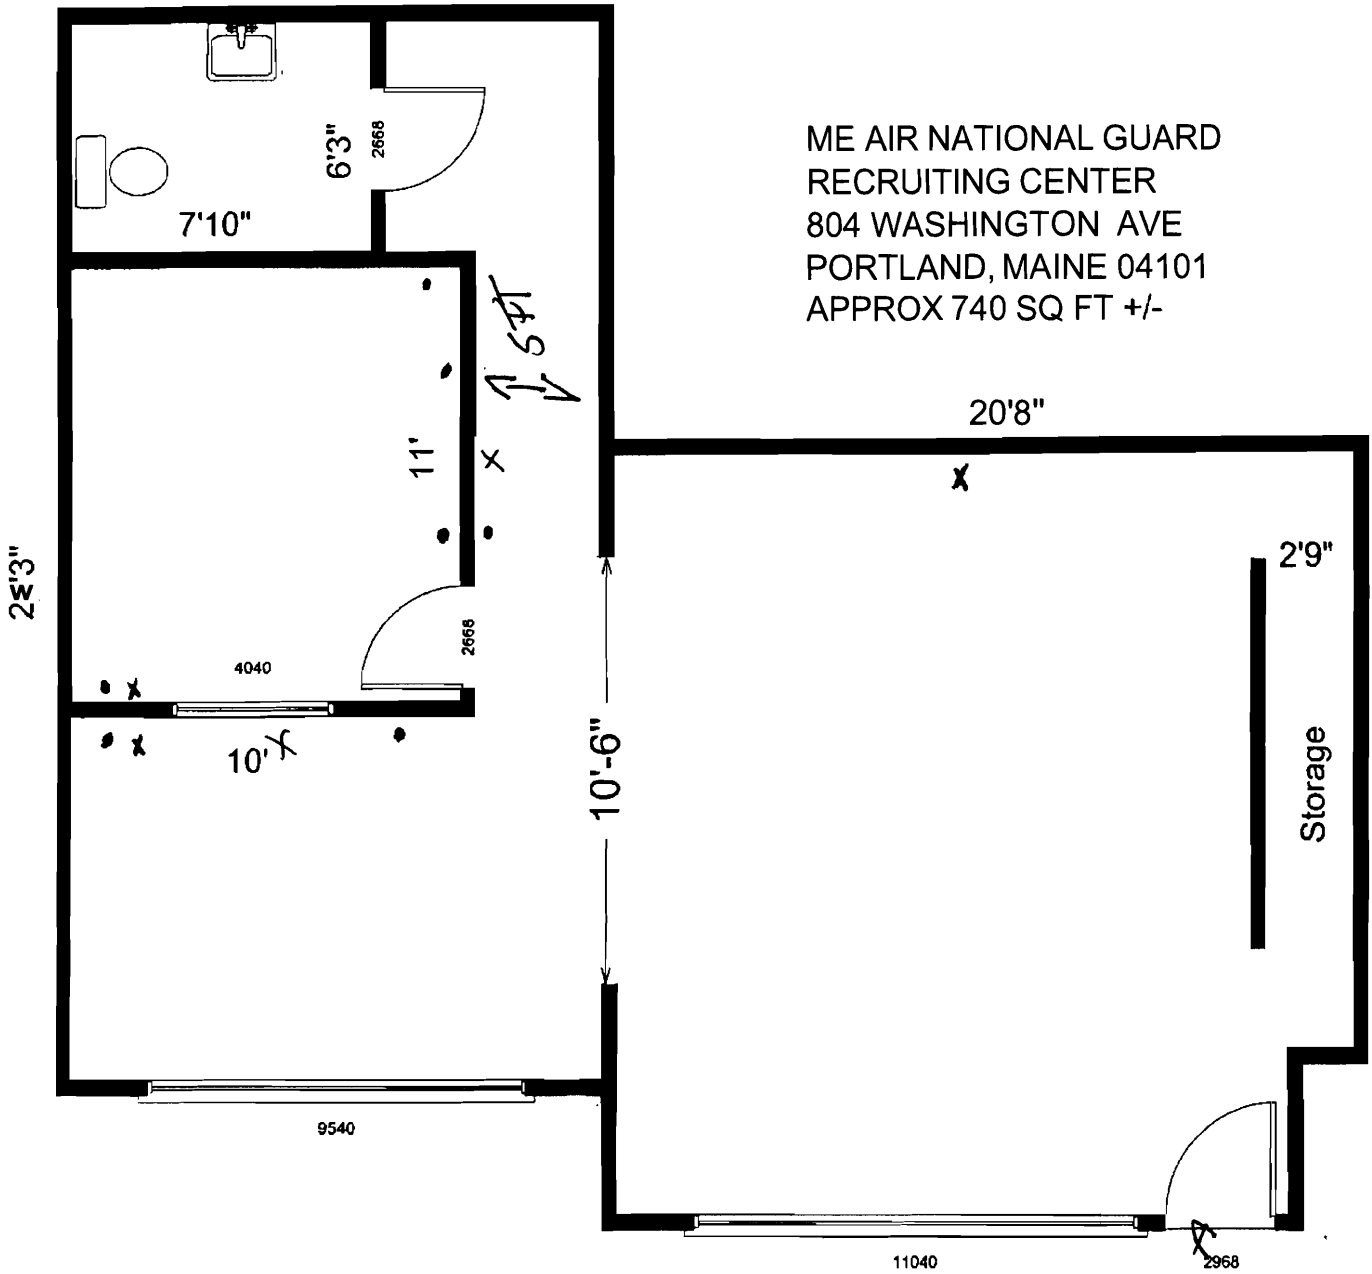 ME AIR NATIONAL GUARD
RECRUITING CENTER
804 WASHINGTON AVE
PORTLAND, MAINE 04101
APPROX 740 SQ FT +/-
6'3"
2668
7'10"
5 FT
20'8"
11'
X
X
2'9"
2668
4040
X
10'
X
X
10'-6"
Storage
9540
11040
2968